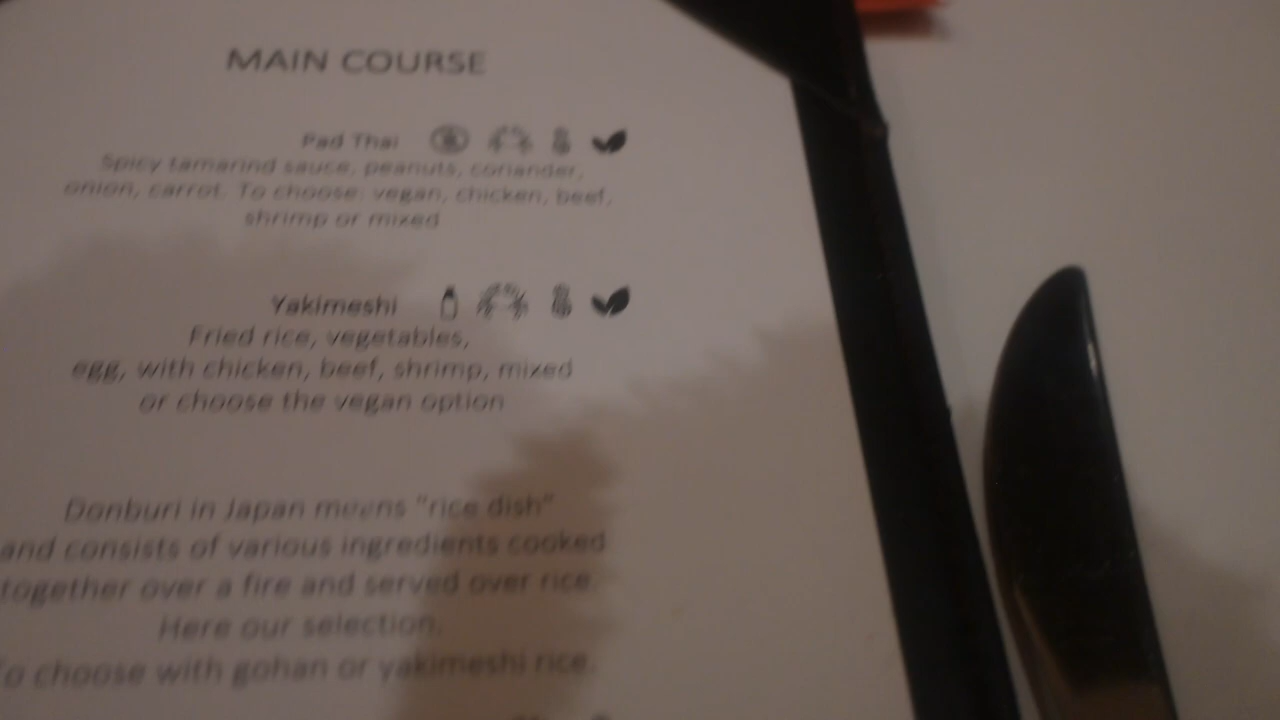 MAIN COURSE
Pad Thai
Spicy tamarind sauce, peanuts, coriander,
onion, carrot. To choose: vegan, chicken, beef,
shrimp or mixed
Yakimeshi
Fried rice, vegetables,
egg, with chicken, beef, shrimp, mixed
or choose the vegan option
Donburi in Japan means "rice dish"
and consists of various ingredients cooked
together over a fire and served over rice.
Here our selection.
To choose with gohan or yakimeshi rice.